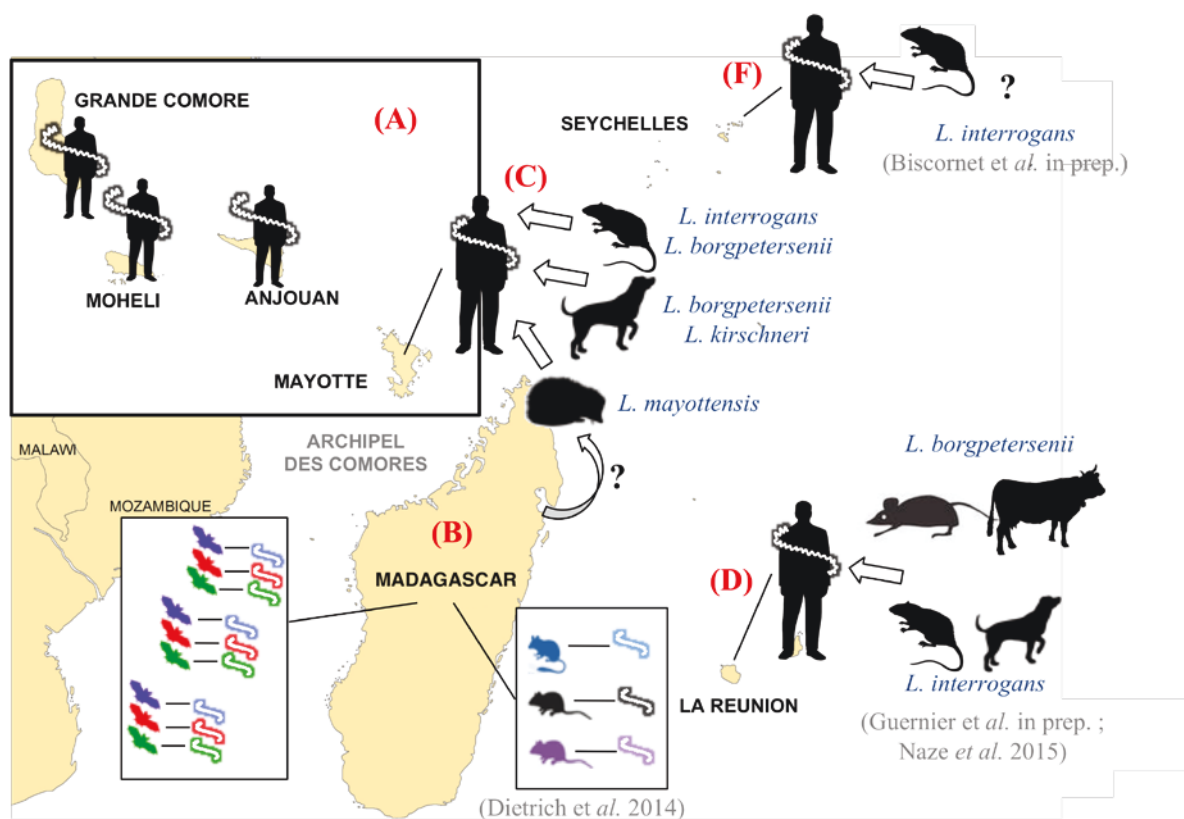 GRANDE COMORE
(A)
MOHELI
ANJOUAN
MAYOTTE
(F)
SEYCHELLES
?
L. interrogans
(Biscornet et al. in prep.)
(C)
L. interrogans
L. borgpetersenii
L. borgpetersenii
L. kirschneri
L. mayottensis
?
ARCHIPEL
DES COMORES
MALAWI
MOZAMBIQUE
(B)
MADAGASCAR
(Dietrich et al. 2014)
L. borgpetersenii
(D)
LA REUNION
L. interrogans
(Guernier et al. in prep. ;
Naze et al. 2015)